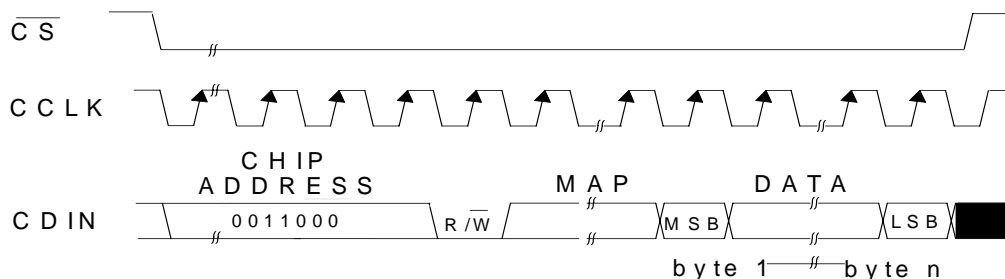 CS
CCLK
CHIP
ADDRESS
MAP
DATA
CDIN
0011000
R/W
MSB
LSB
byte 1
byte n